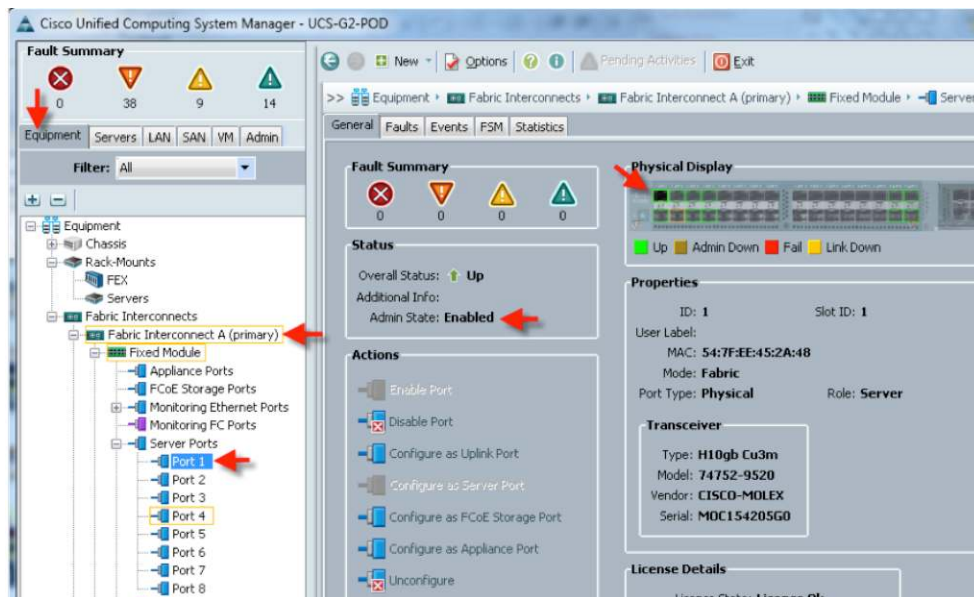 Cisco Unified Computing System Manager - UCS-G2-POD
Fault Summary
0 38 9 14
Equipment Servers LAN SAN VM Admin
Filter: All
Equipment
Chassis
Rack-Mounts
FEX
Servers
Fabric Interconnects
Fabric Interconnect A (primary)
Fixed Module
Appliance Ports
FCoE Storage Ports
Monitoring Ethernet Ports
Monitoring FC Ports
Server Ports
Port 1
Port 2
Port 3
Port 4
Port 5
Port 6
Port 7
Port 8
New Options Pending Activities Exit
>> Equipment Fabric Interconnects Fabric Interconnect A (primary) Fixed Module Server
General Faults Events FSM Statistics
Fault Summary
0 0 0 0
Status
Overall Status: Up
Additional Info:
Admin State: Enabled
Actions
Enable Port
Disable Port
Configure as Uplink Port
Configure as Server Port
Configure as FCoE Storage Port
Configure as Appliance Port
Unconfigure
Physical Display
Up Admin Down Fail Link Down
Properties
ID: 1 Slot ID: 1
User Label:
MAC: 54:7F:EE:45:2A:48
Mode: Fabric
Port Type: Physical Role: Server
Transceiver
Type: H10gb Cu3m
Model: 74752-9520
Vendor: CISCO-MOLEX
Serial: MOC154205G0
License Details